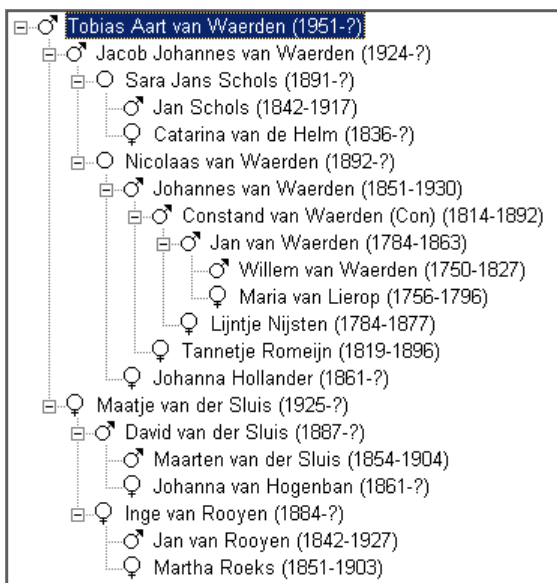 Tobias Aart van Waerden (1951-?)
Jacob Johannes van Waerden (1924-?)
Sara Jans Schols (1891-?)
Jan Schols (1842-1917)
Catarina van de Helm (1836-?)
Nicolaas van Waerden (1892-?)
Johannes van Waerden (1851-1930)
Constand van Waerden (Con) (1814-1892)
Jan van Waerden (1784-1863)
Willem van Waerden (1750-1827)
Maria van Lierop (1756-1796)
Lijntje Nijsten (1784-1877)
Tannetje Romeijn (1819-1896)
Johanna Hollander (1861-?)
Maatje van der Sluis (1925-?)
David van der Sluis (1887-?)
Maarten van der Sluis (1854-1904)
Johanna van Hogenban (1861-?)
Inge van Rooyen (1884-?)
Jan van Rooyen (1842-1927)
Martha Roeks (1851-1903)